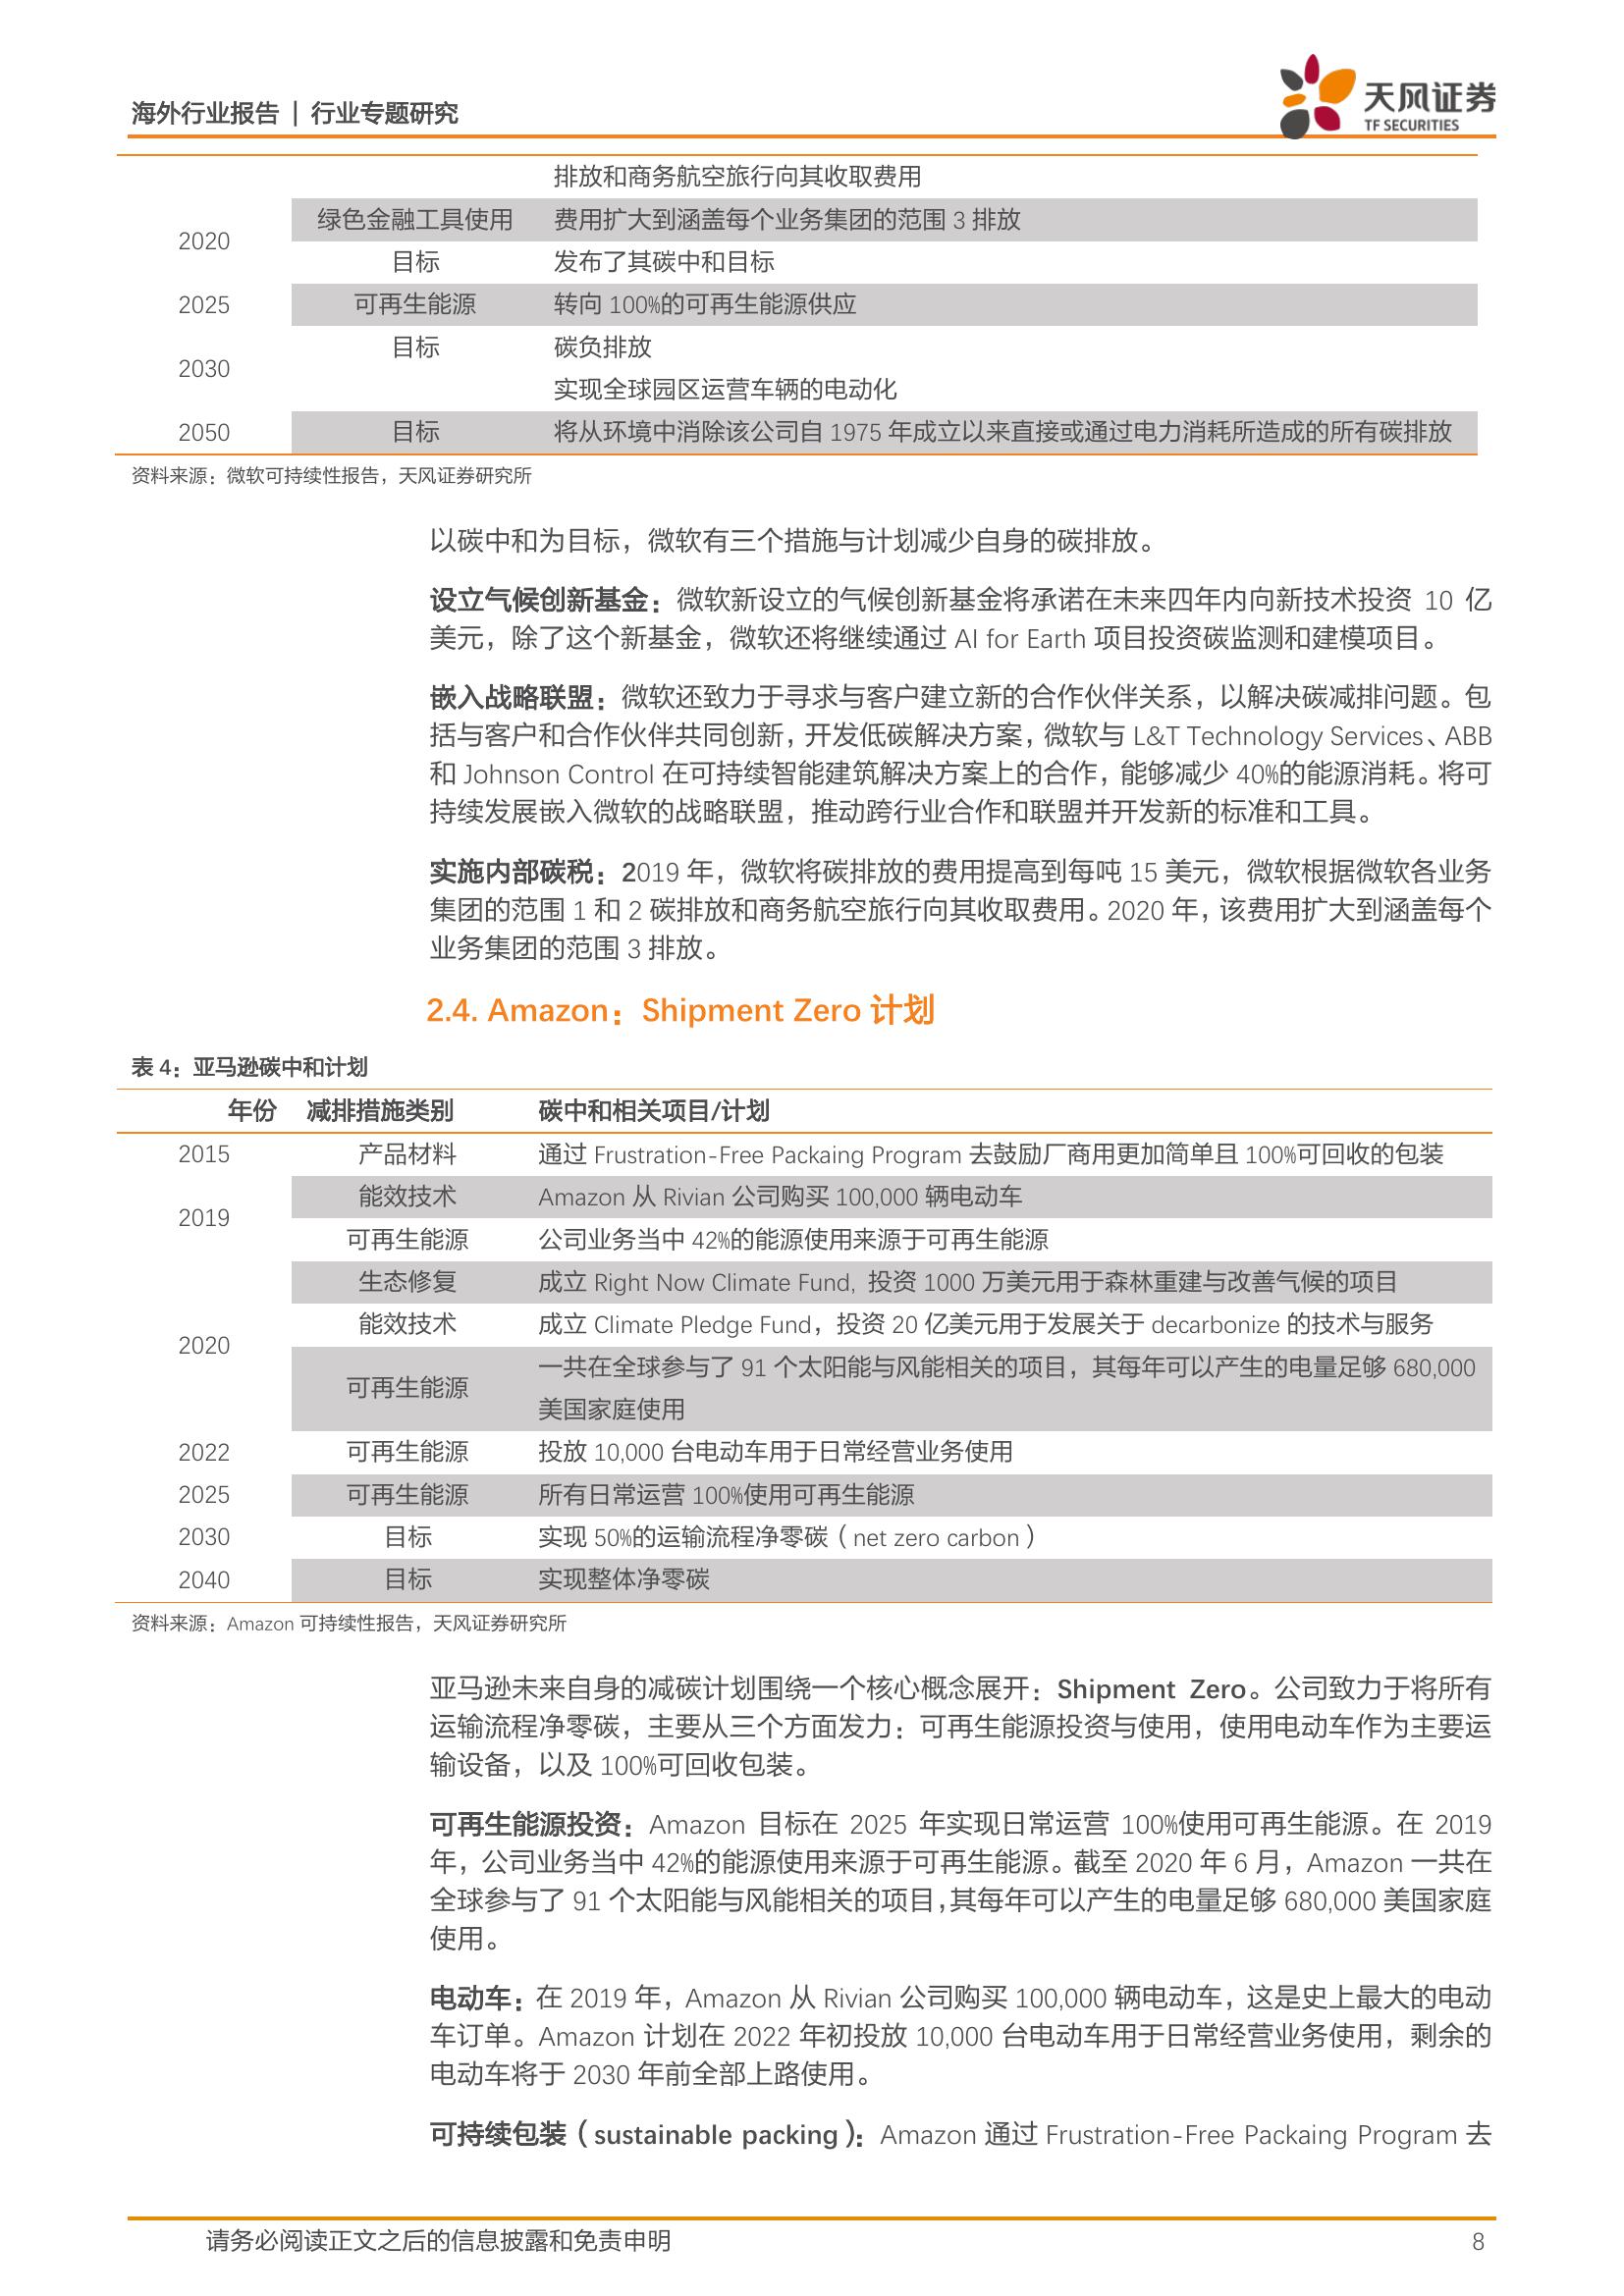 海外行业报告 | 行业专题研究
天风证券
TF SECURITIES
排放和商务航空旅行向其收取费用
2020 绿色金融工具使用 费用扩大到涵盖每个业务集团的范围 3 排放
目标 发布了其碳中和目标
2025 可再生能源 转向 100%的可再生能源供应
2030 目标 碳负排放
实现全球园区运营车辆的电动化
2050 目标 将从环境中消除该公司自 1975 年成立以来直接或通过电力消耗所造成的所有碳排放
资料来源：微软可持续性报告，天风证券研究所
以碳中和为目标，微软有三个措施与计划减少自身的碳排放。
设立气候创新基金：微软新设立的气候创新基金将承诺在未来四年内向新技术投资 10 亿
美元，除了这个新基金，微软还将继续通过 AI for Earth 项目投资碳监测和建模项目。
嵌入战略联盟：微软还致力于寻求与客户建立新的合作伙伴关系，以解决碳减排问题。包
括与客户和合作伙伴共同创新，开发低碳解决方案，微软与 L&T Technology Services、ABB
和 Johnson Control 在可持续智能建筑解决方案上的合作，能够减少 40%的能源消耗。将可
持续发展嵌入微软的战略联盟，推动跨行业合作和联盟并开发新的标准和工具。
实施内部碳税：2019 年，微软将碳排放的费用提高到每吨 15 美元，微软根据微软各业务
集团的范围 1 和 2 碳排放和商务航空旅行向其收取费用。2020 年，该费用扩大到涵盖每个
业务集团的范围 3 排放。
2.4. Amazon：Shipment Zero 计划
表 4：亚马逊碳中和计划
年份 减排措施类别 碳中和相关项目/计划
2015 产品材料 通过 Frustration-Free Packaing Program 去鼓励厂商用更加简单且 100%可回收的包装
2019 能效技术 Amazon 从 Rivian 公司购买 100,000 辆电动车
可再生能源 公司业务当中 42%的能源使用来源于可再生能源
2020 生态修复 成立 Right Now Climate Fund, 投资 1000 万美元用于森林重建与改善气候的项目
能效技术 成立 Climate Pledge Fund，投资 20 亿美元用于发展关于 decarbonize 的技术与服务
可再生能源 一共在全球参与了 91 个太阳能与风能相关的项目，其每年可以产生的电量足够 680,000
美国家庭使用
2022 可再生能源 投放 10,000 台电动车用于日常经营业务使用
2025 可再生能源 所有日常运营 100%使用可再生能源
2030 目标 实现 50%的运输流程净零碳（net zero carbon）
2040 目标 实现整体净零碳
资料来源：Amazon 可持续性报告，天风证券研究所
亚马逊未来自身的减碳计划围绕一个核心概念展开：Shipment Zero。公司致力于将所有
运输流程净零碳，主要从三个方面发力：可再生能源投资与使用，使用电动车作为主要运
输设备，以及 100%可回收包装。
可再生能源投资：Amazon 目标在 2025 年实现日常运营 100%使用可再生能源。在 2019
年，公司业务当中 42%的能源使用来源于可再生能源。截至 2020 年 6 月，Amazon 一共在
全球参与了 91 个太阳能与风能相关的项目，其每年可以产生的电量足够 680,000 美国家庭
使用。
电动车：在 2019 年，Amazon 从 Rivian 公司购买 100,000 辆电动车，这是史上最大的电动
车订单。Amazon 计划在 2022 年初投放 10,000 台电动车用于日常经营业务使用，剩余的
电动车将于 2030 年前全部上路使用。
可持续包装（sustainable packing）：Amazon 通过 Frustration-Free Packaing Program 去
请务必阅读正文之后的信息披露和免责申明 8